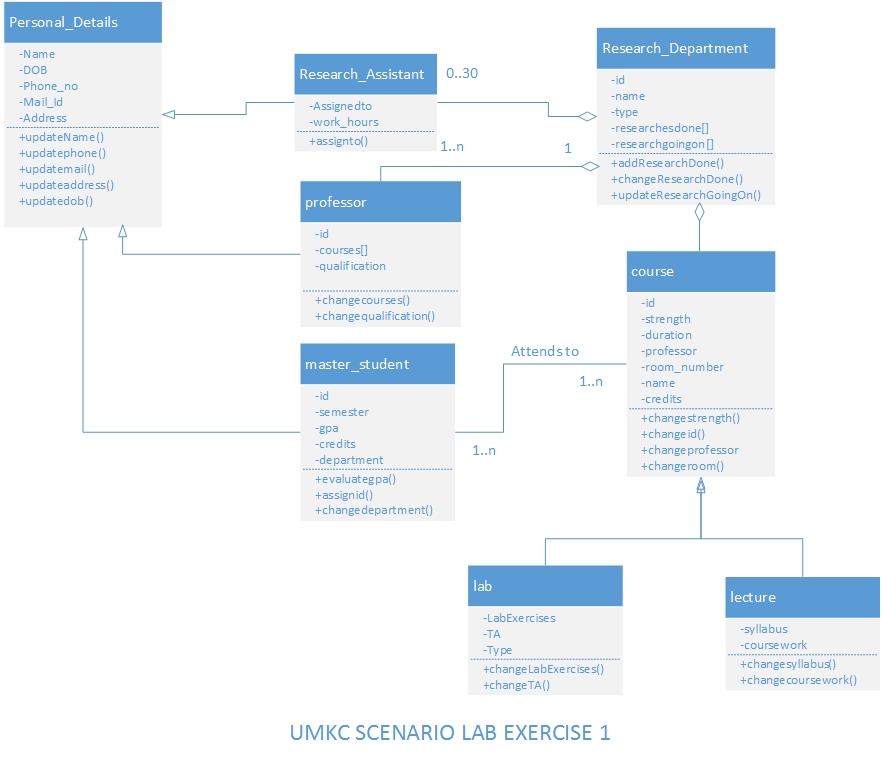 Personal_Details
-Name
-DOB
-Phone_no
-Mail_Id
-Address
+updateName()
+updatephone()
+updatemail()
+updateaddress()
+updatedob()
Research_Assistant
-Assignedto
-work_hours
+assignto()
0..30
1..n
1
Research_Department
-id
-name
-type
-researchesdone[]
-researchgoingon[]
+addResearchDone()
+changeResearchDone()
+updateResearchGoingOn()
professor
-id
-courses[]
-qualification
+changecourses()
+changequalification()
course
-id
-strength
-duration
-professor
-room_number
-name
-credits
+changestrength()
+changeid()
+changeprofessor
+changeroom()
master_student
-id
-semester
-gpa
-credits
-department
+evaluategpa()
+assignid()
+changedepartment()
Attends to
1..n
1..n
lab
-LabExercises
-TA
-Type
+changeLabExercises()
+changeTA()
lecture
-syllabus
-coursework
+changesyllabus()
+changecoursework()
UMKC SCENARIO LAB EXERCISE 1